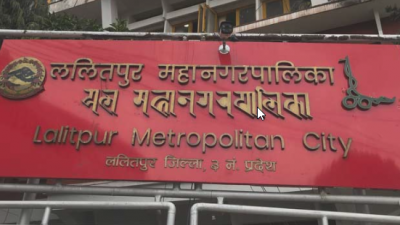 ललितपुर महानगरपालिका
Lalitpur Metropolitan City
ललितपुर जिल्ला, ३ नं. प्रदेश